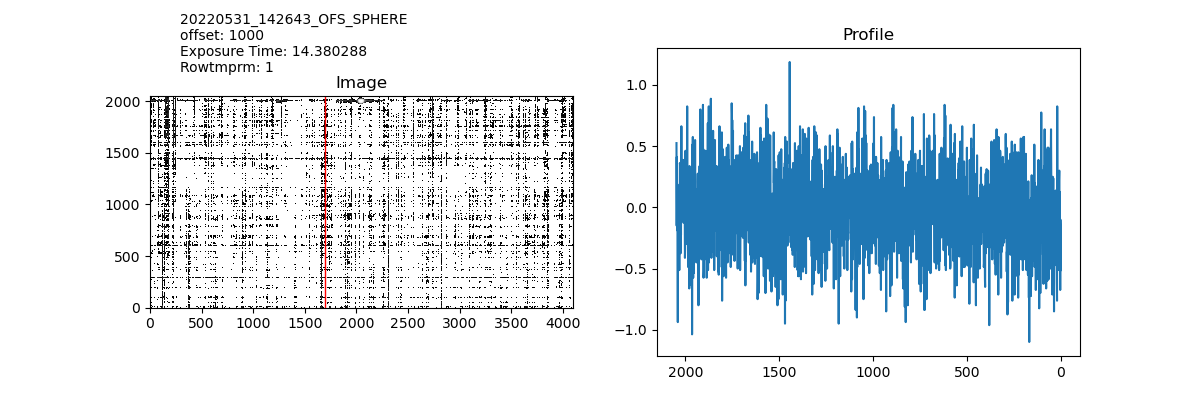 20220531_142643_OFS_SPHERE
offset: 1000
Exposure Time: 14.380288
Rowtmprm: 1
Image
2000
1500
1000
500
0
0 500 1000 1500 2000 2500 3000 3500 4000
Profile
1.0
0.5
0.0
−0.5
−1.0
2000 1500 1000 500 0